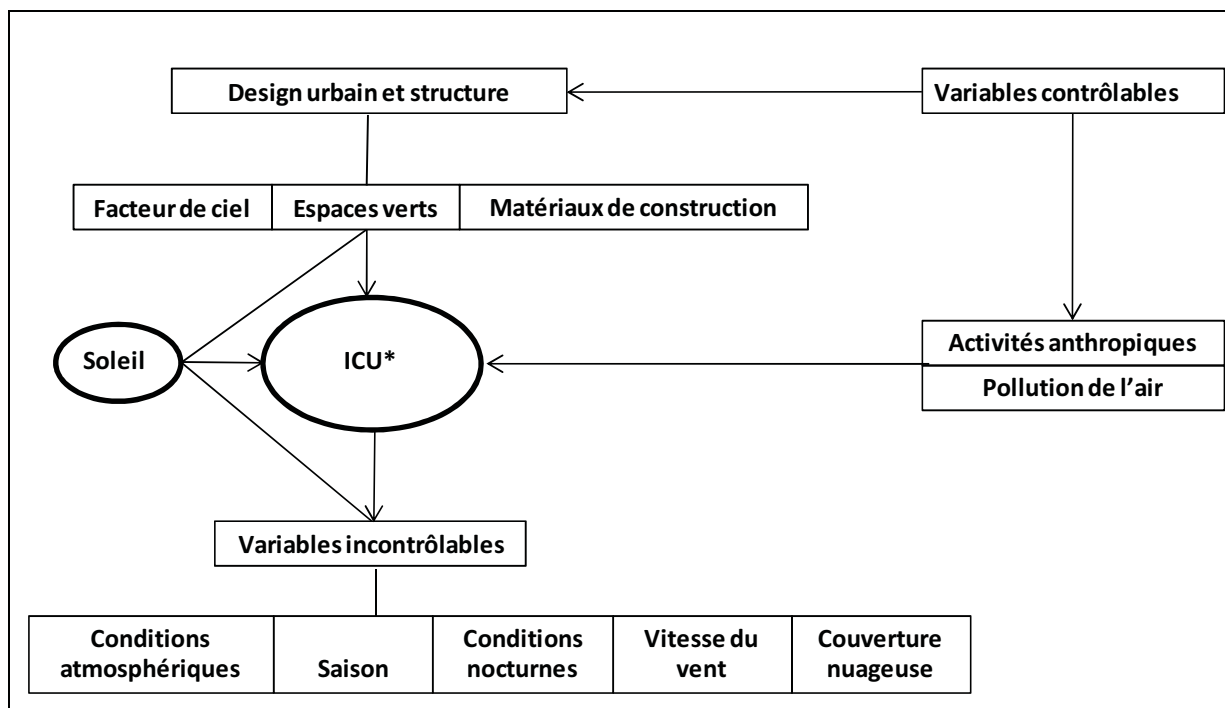 Design urbain et structure
Variables contrôlables
Facteur de ciel
Espaces verts
Matériaux de construction
Soleil
ICU*
Activités anthropiques
Pollution de l’air
Variables incontrôlables
Conditions
atmosphériques
Saison
Conditions
nocturnes
Vitesse du
vent
Couverture
nuageuse